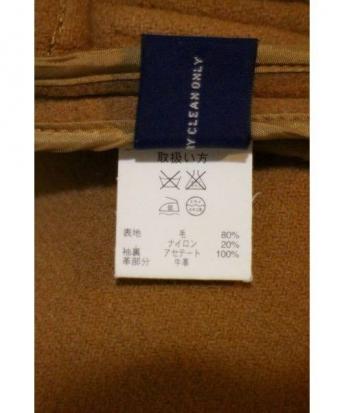 Y CLEAN ONLY
取扱い方
表地 毛 80%
ナイロン 20%
袖裏 アセテート 100%
革部分 牛革